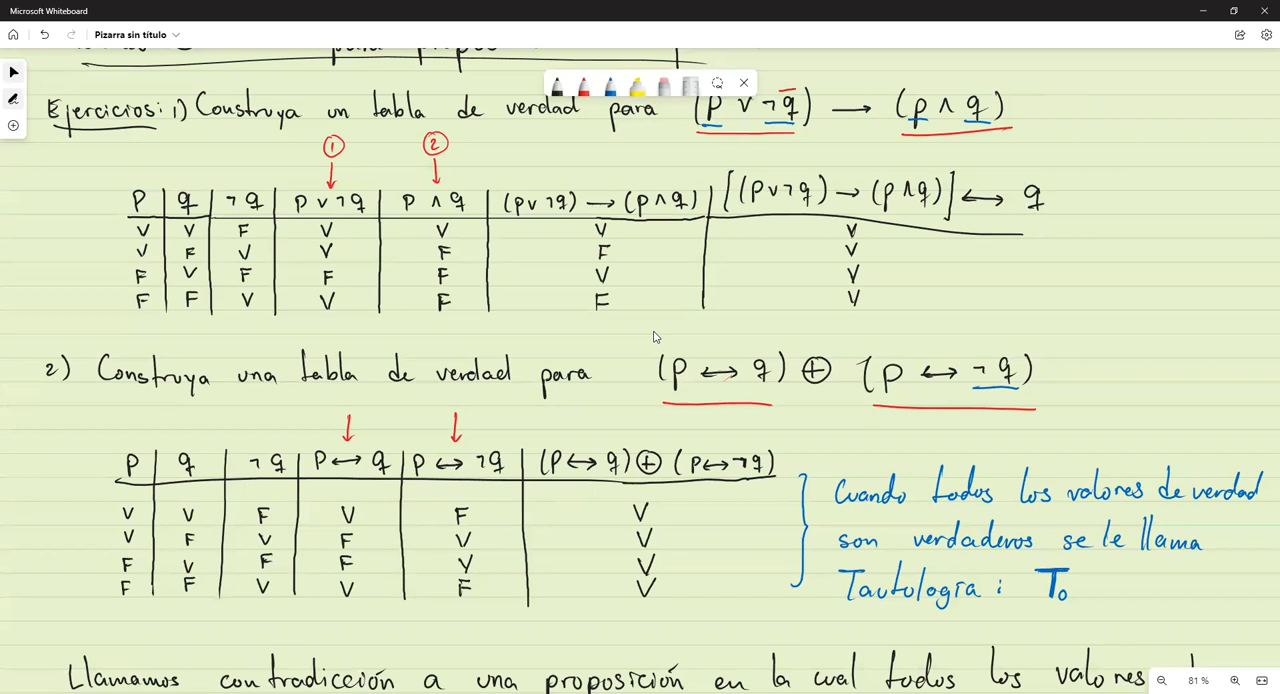 Microsoft Whiteboard
Pizarra sin título
Ejercicios: 1) Construya un tabla de verdad para (p ∨ ¬q) → (p ∧ q)
① ②
p | q | ¬q | p ∨ ¬q | p ∧ q | (p ∨ ¬q) → (p ∧ q) | [(p ∨ ¬q) → (p ∧ q)] ↔ q
V | V | F | V | V | V | V
V | F | V | V | F | F | V
F | V | F | F | F | V | V
F | F | V | V | F | F | V
2) Construya una tabla de verdad para (p ↔ q) ⊕ (p ↔ ¬q)
p | q | ¬q | p ↔ q | p ↔ ¬q | (p ↔ q) ⊕ (p ↔ ¬q)
V | V | F | V | F | V
V | F | V | F | V | V
F | V | F | F | V | V
F | F | V | V | F | V
Cuando todos los valores de verdad
son verdaderos se le llama
Tautología: T₀
Llamamos contradicción a una proposición en la cual todos los valores
81 %